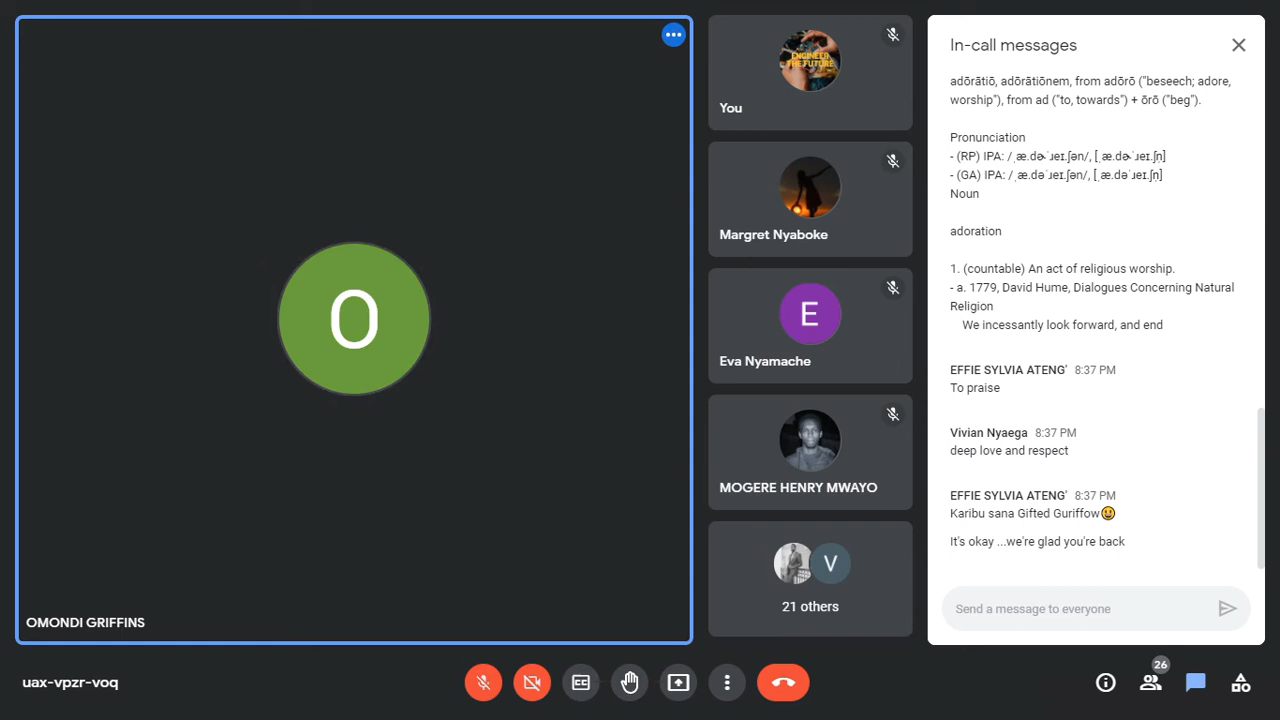 O
OMONDI GRIFFINS
ENGINEER
THE FUTURE
You
Margret Nyaboke
E
Eva Nyamache
MOGERE HENRY MWAYO
V
21 others
In-call messages
adōrātiō, adōrātiōnem, from adōrō ("beseech; adore,
worship"), from ad ("to, towards") + ōrō ("beg").
Pronunciation
- (RP) IPA: /ˌæ.dəˈɹeɪ.ʃən/, [ˌæ.dəˈɹeɪ.ʃn̩]
- (GA) IPA: /ˌæ.dəˈɹeɪ.ʃən/, [ˌæ.dəˈɹeɪ.ʃn̩]
Noun
adoration
1. (countable) An act of religious worship.
- a. 1779, David Hume, Dialogues Concerning Natural
Religion
We incessantly look forward, and end
EFFIE SYLVIA ATENG' 8:37 PM
To praise
Vivian Nyaega 8:37 PM
deep love and respect
EFFIE SYLVIA ATENG' 8:37 PM
Karibu sana Gifted Guriffow😃
It's okay ...we're glad you're back
Send a message to everyone
uax-vpzr-voq
CC
26